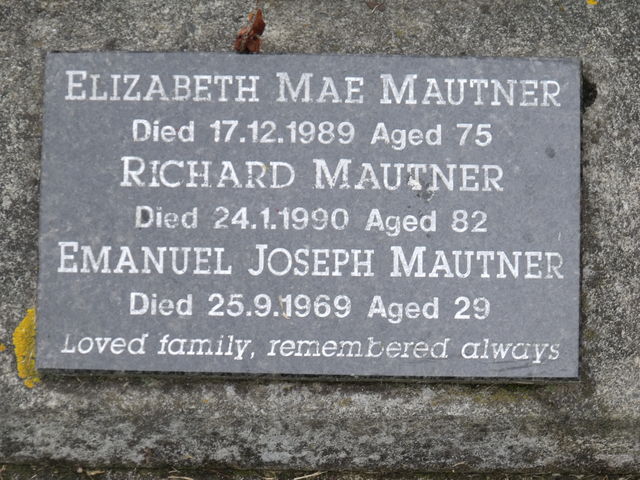 ELIZABETH MAE MAUTNER
Died 17.12.1989 Aged 75
RICHARD MAUTNER
Died 24.1.1990 Aged 82
EMANUEL JOSEPH MAUTNER
Died 25.9.1969 Aged 29
Loved family, remembered always